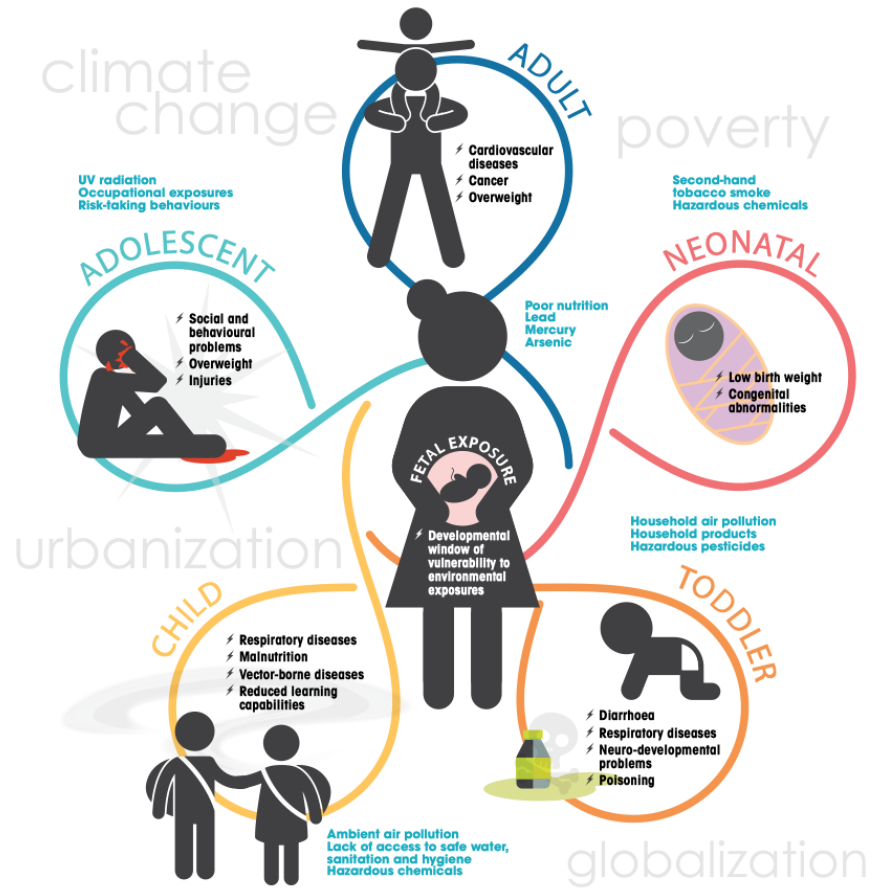 climate
change
poverty
ADULT
Cardiovascular
diseases
Cancer
Overweight
UV radiation
Occupational exposures
Risk-taking behaviours
Second-hand
tobacco smoke
Hazardous chemicals
ADOLESCENT
Social and
behavioural
problems
Overweight
Injuries
NEONATAL
Low birth weight
Congenital
abnormalities
Poor nutrition
Lead
Mercury
Arsenic
FETAL EXPOSURE
Developmental
window of
vulnerability to
environmental
exposures
urbanization
Household air pollution
Household products
Hazardous pesticides
CHILD
Respiratory diseases
Malnutrition
Vector-borne diseases
Reduced learning
capabilities
TODDLER
Diarrhoea
Respiratory diseases
Neuro-developmental
problems
Poisoning
Ambient air pollution
Lack of access to safe water,
sanitation and hygiene
Hazardous chemicals
globalization